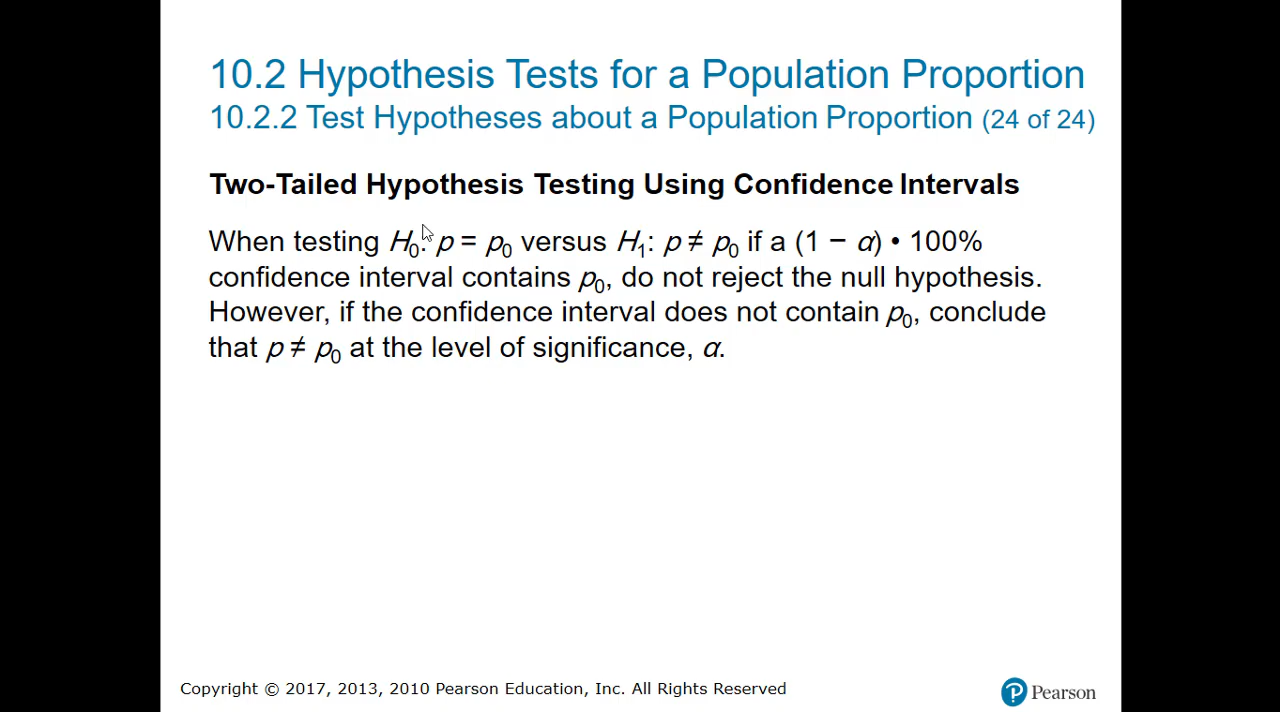 10.2 Hypothesis Tests for a Population Proportion
10.2.2 Test Hypotheses about a Population Proportion (24 of 24)
Two-Tailed Hypothesis Testing Using Confidence Intervals
When testing H₀: p = p₀ versus H₁: p ≠ p₀ if a (1 − α) • 100%
confidence interval contains p₀, do not reject the null hypothesis.
However, if the confidence interval does not contain p₀, conclude
that p ≠ p₀ at the level of significance, α.
Copyright © 2017, 2013, 2010 Pearson Education, Inc. All Rights Reserved
P Pearson